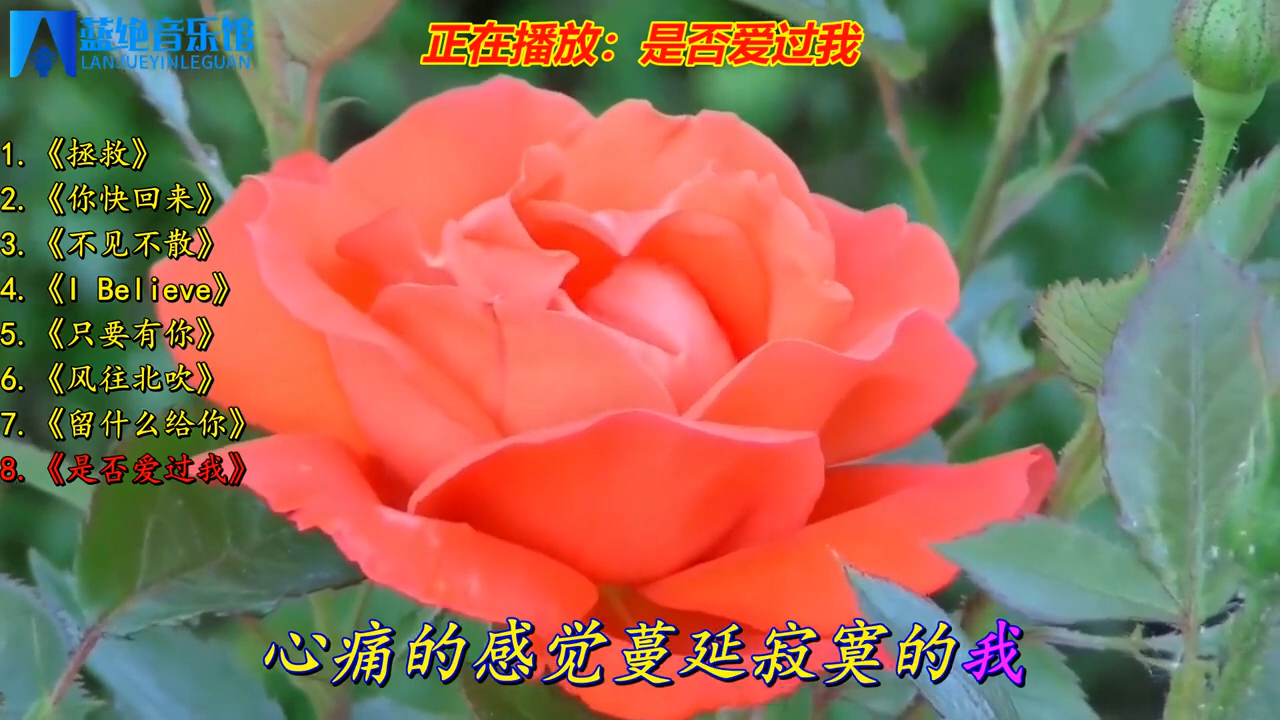 蓝绝音乐馆
LANJUEYINLEGUAN
正在播放：是否爱过我
1.《拯救》
2.《你快回来》
3.《不见不散》
4.《I Believe》
5.《只要有你》
6.《风往北吹》
7.《留什么给你》
8.《是否爱过我》
心痛的感觉蔓延寂寞的我